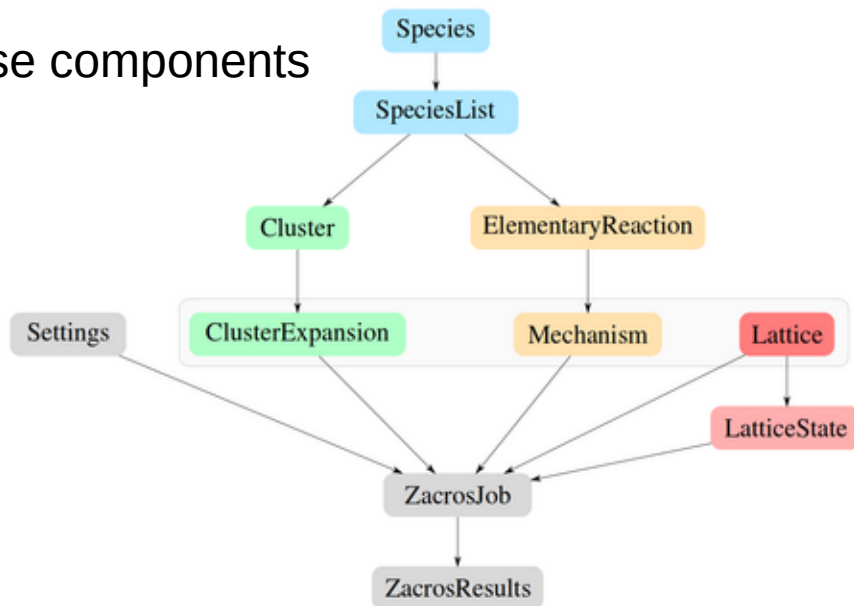 Species
se components
SpeciesList
Cluster
ElementaryReaction
Settings
ClusterExpansion
Mechanism
Lattice
LatticeState
ZacrosJob
ZacrosResults